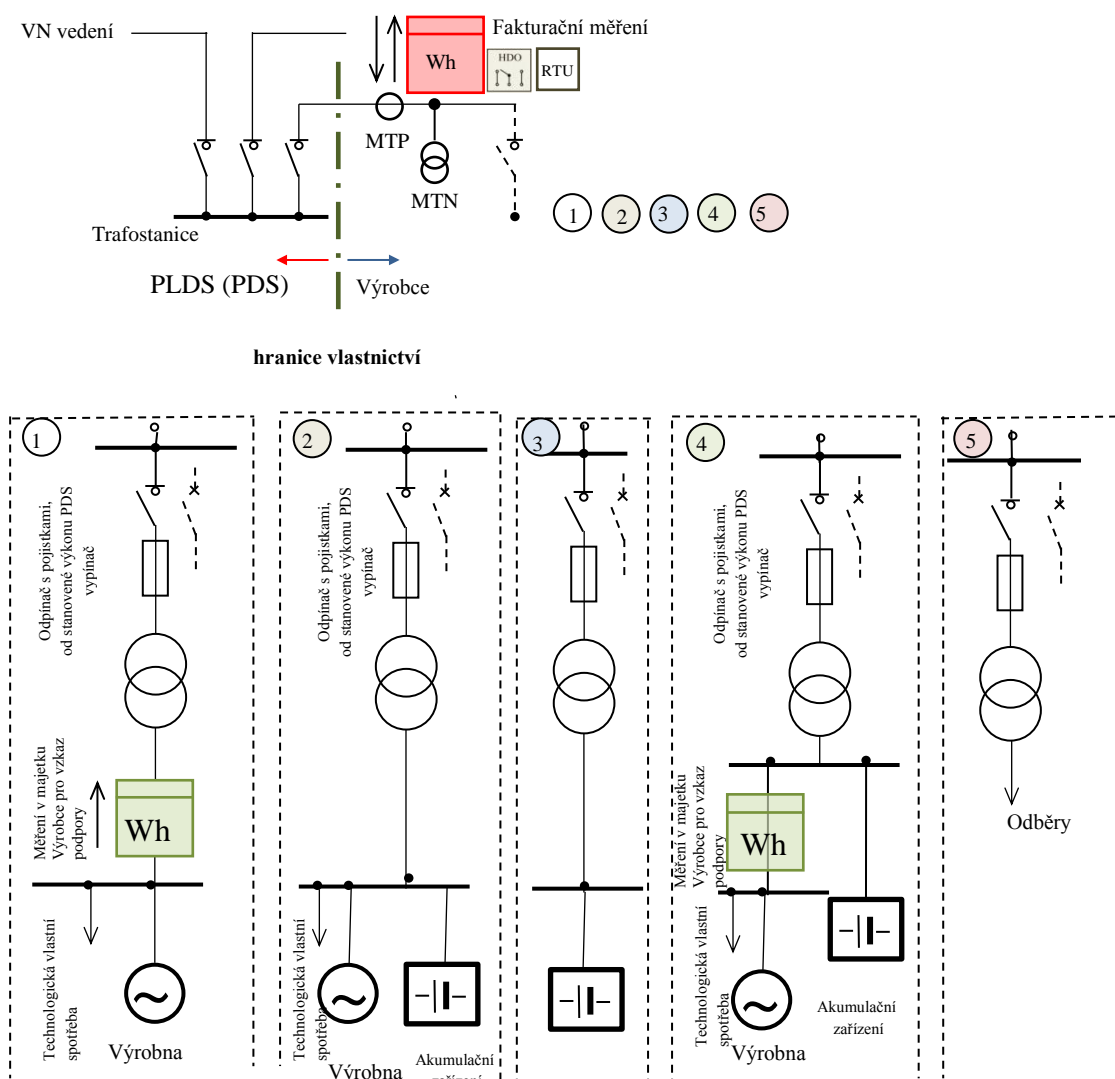 VN vedení
Fakturační měření
Wh
HDO
RTU
MTP
MTN
Trafostanice
PLDS (PDS)
Výrobce
1
2
3
4
5
hranice vlastnictví
1
Odpínač s pojistkami,
od stanovené výkonu PDS
vypínač
Měření v majetku
Výrobce pro vzkaz
podpory
Wh
Technologická vlastní
spotřeba
Výrobna
2
Odpínač s pojistkami,
od stanovené výkonu PDS
vypínač
Technologická vlastní
spotřeba
Výrobna
Akumulační
zařízení
3
4
Odpínač s pojistkami,
od stanovené výkonu PDS
vypínač
Měření v majetku
Výrobce pro vzkaz
podpory
Wh
Technologická vlastní
spotřeba
Výrobna
Akumulační
zařízení
5
Odběry